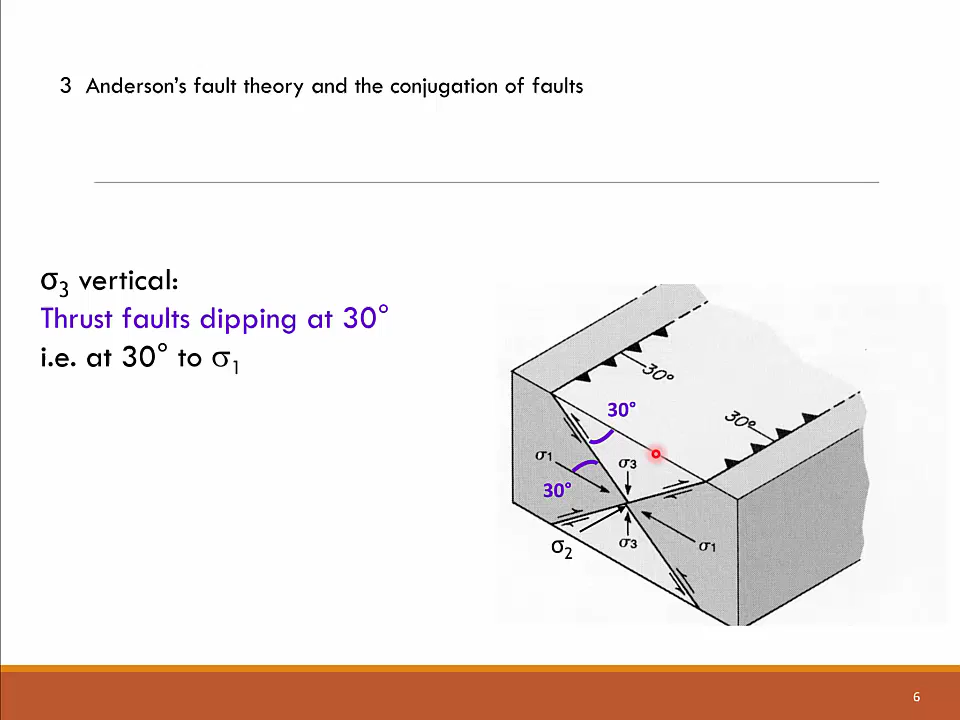 3 Anderson’s fault theory and the conjugation of faults
σ3 vertical:
Thrust faults dipping at 30°
i.e. at 30° to σ1
30°
30°
30°
σ1
σ3
30°
σ2
σ3
σ1
6